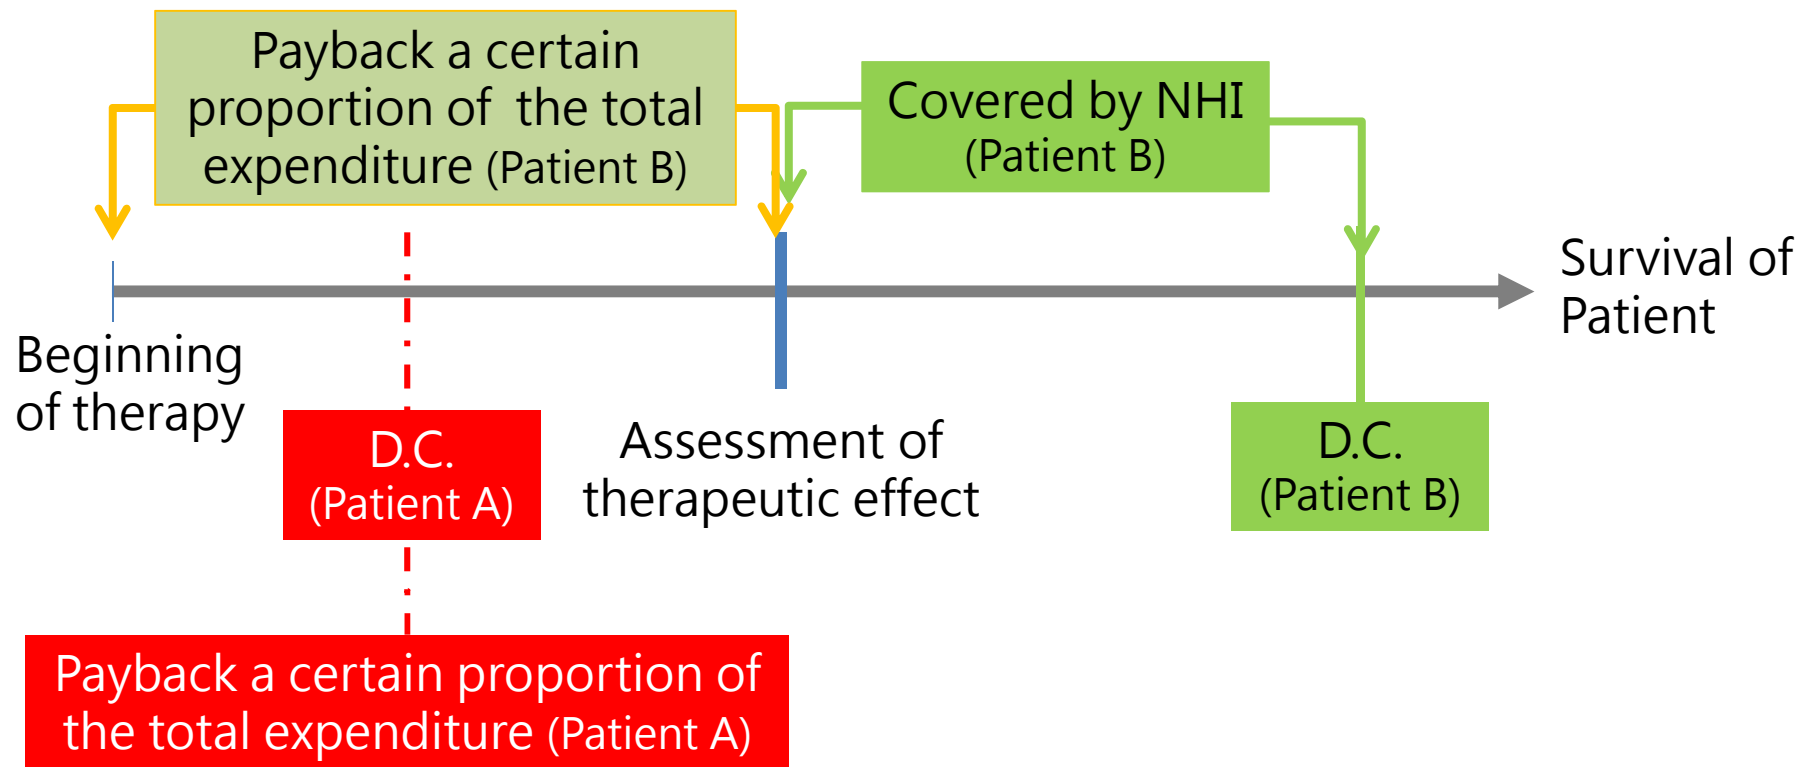 Payback a certain
proportion of the total
expenditure (Patient B)
Covered by NHI
(Patient B)
Survival of
Patient
Beginning
of therapy
D.C.
(Patient A)
Assessment of
therapeutic effect
D.C.
(Patient B)
Payback a certain proportion of
the total expenditure (Patient A)